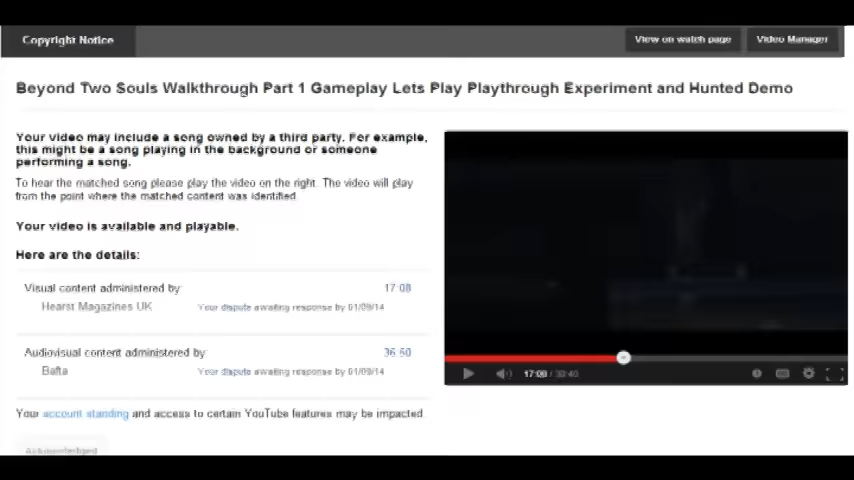 Copyright Notice
View on watch page
Video Manager
Beyond Two Souls Walkthrough Part 1 Gameplay Lets Play Playthrough Experiment and Hunted Demo
Your video may include a song owned by a third party. For example,
this might be a song playing in the background or someone
performing a song.
To hear the matched song please play the video on the right. The video will play
from the point where the matched content was identified.
Your video is available and playable.
Here are the details:
Visual content administered by: 17:08
Hearst Magazines UK Your dispute awaiting response by 01/09/14
Audiovisual content administered by:
Bafta Your dispute awaiting response by 01/09/14
Your account standing and access to certain YouTube features may be impacted.
Acknowledged
17:08